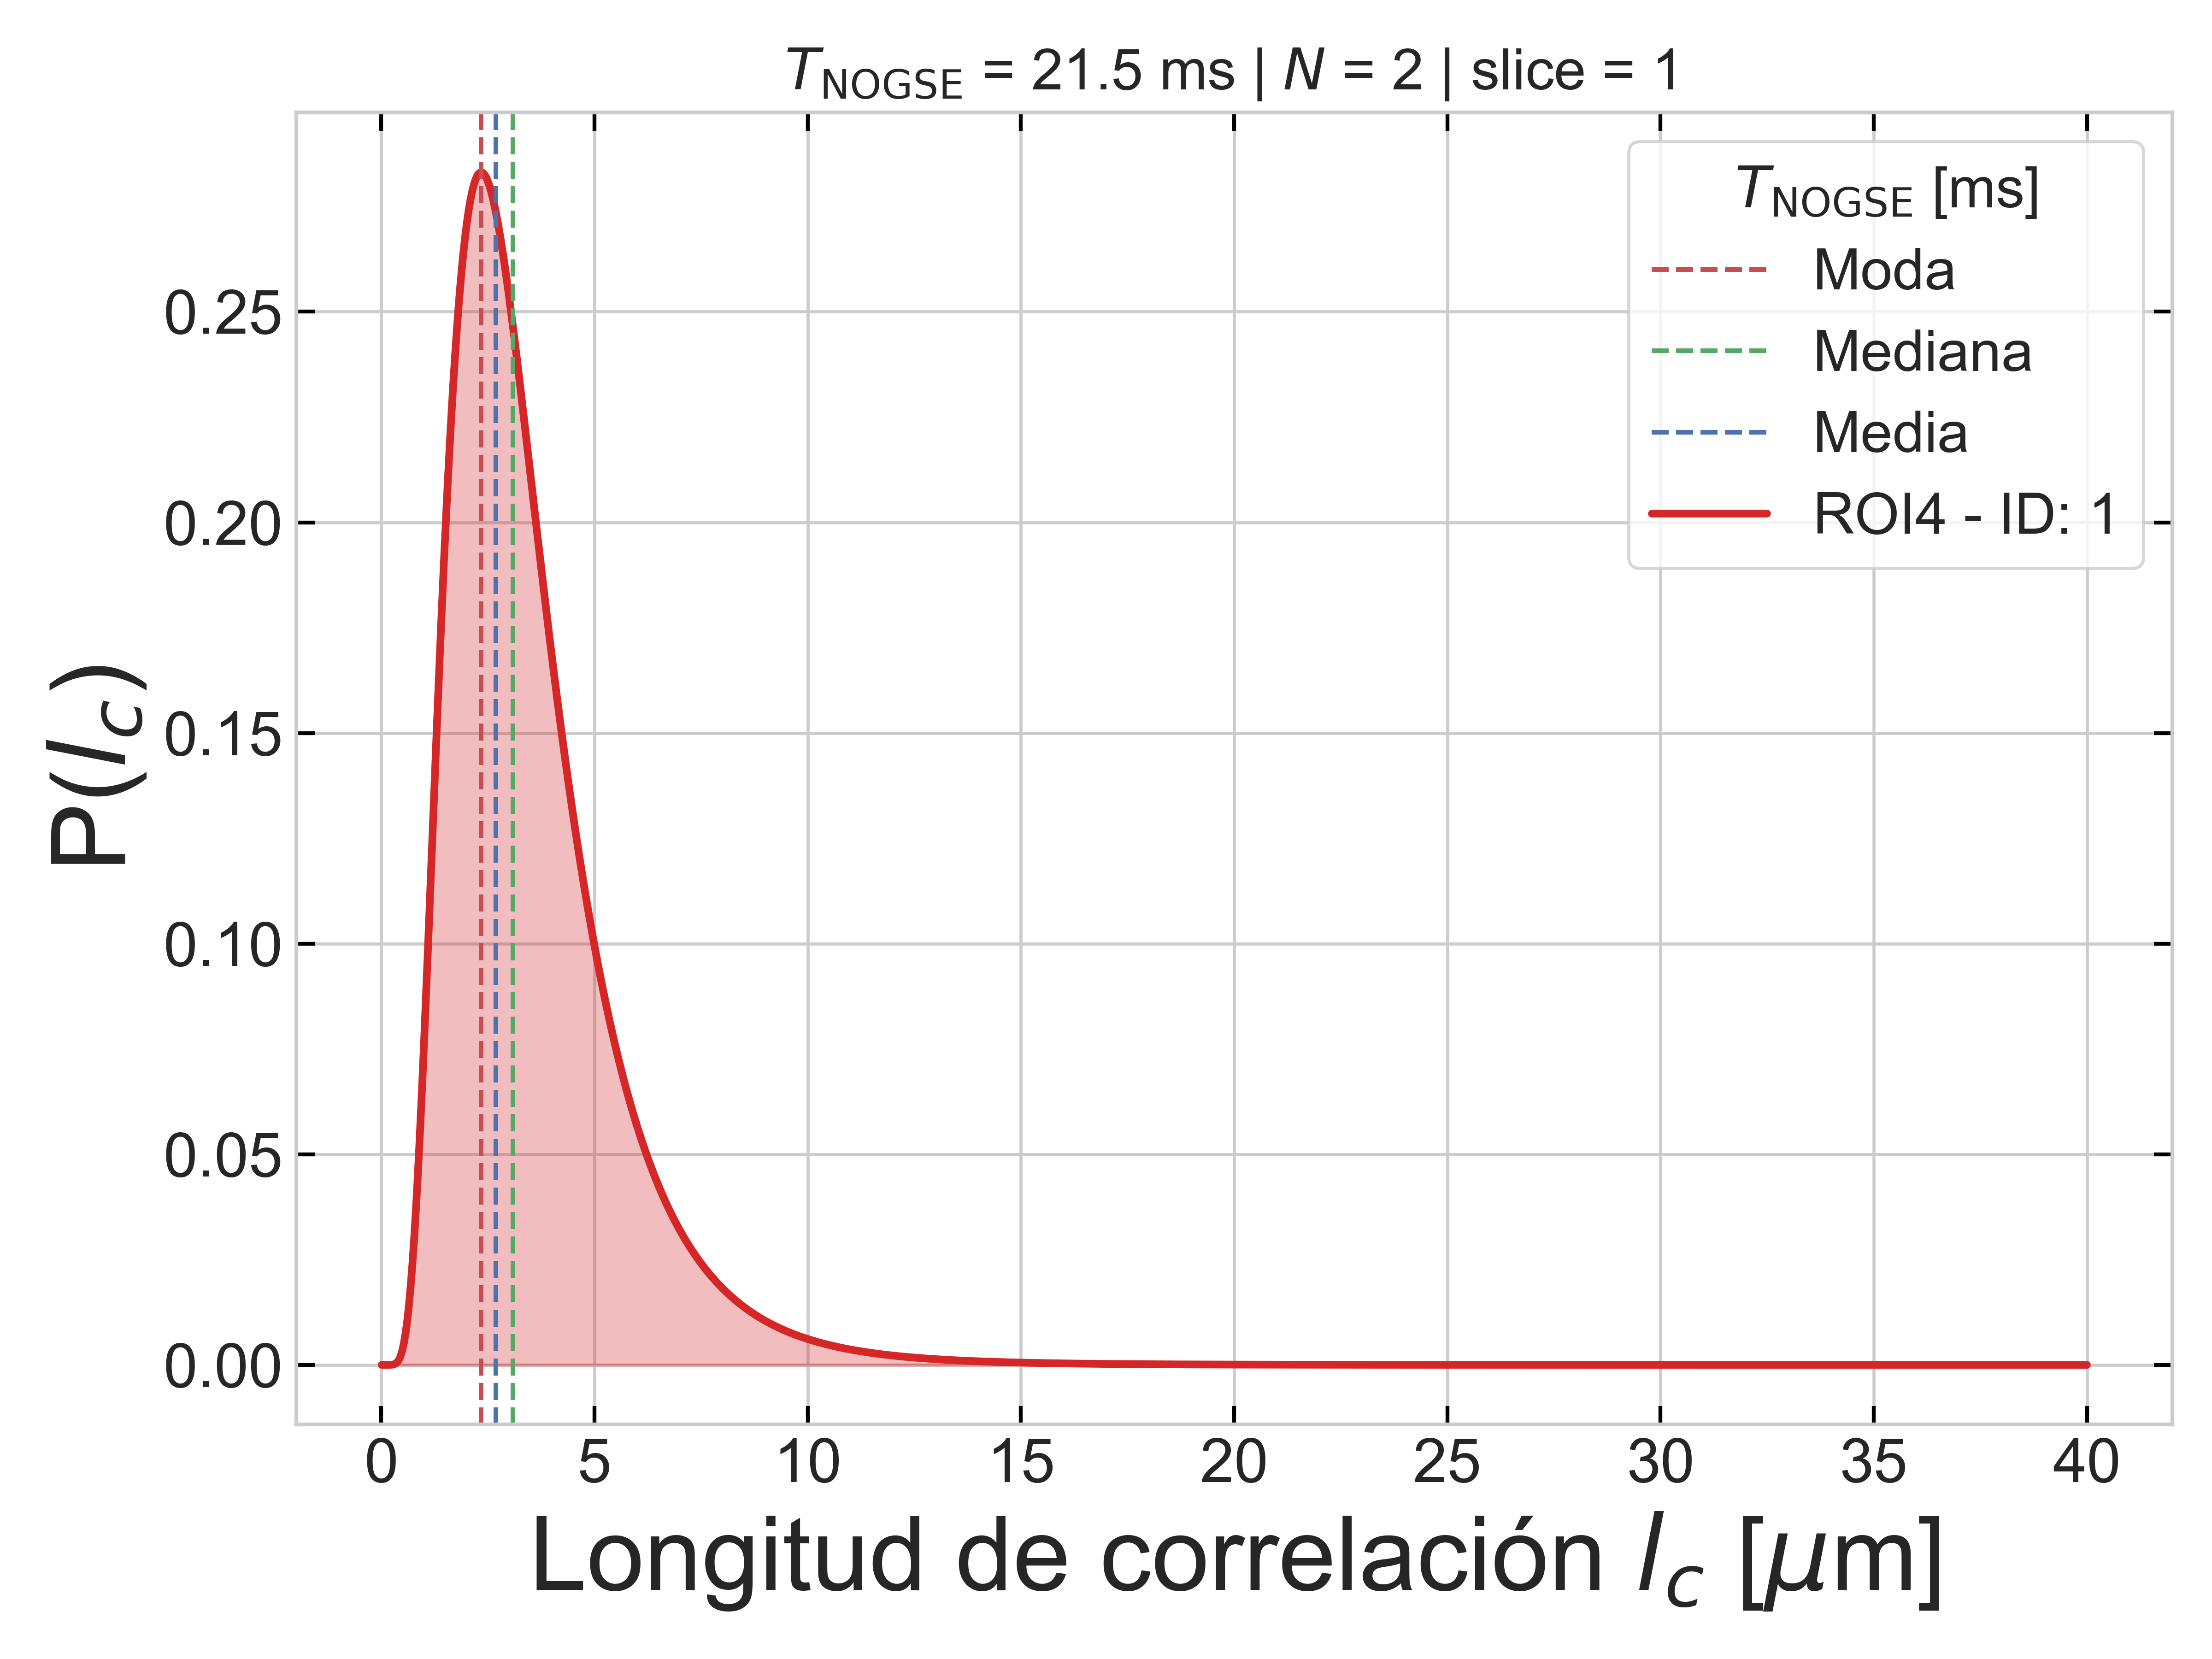 T_NOGSE = 21.5 ms | N = 2 | slice = 1
T_NOGSE [ms]
Moda
Mediana
Media
ROI4 - ID: 1
P(l_c)
0.25
0.20
0.15
0.10
0.05
0.00
0 5 10 15 20 25 30 35 40
Longitud de correlación l_c [μm]